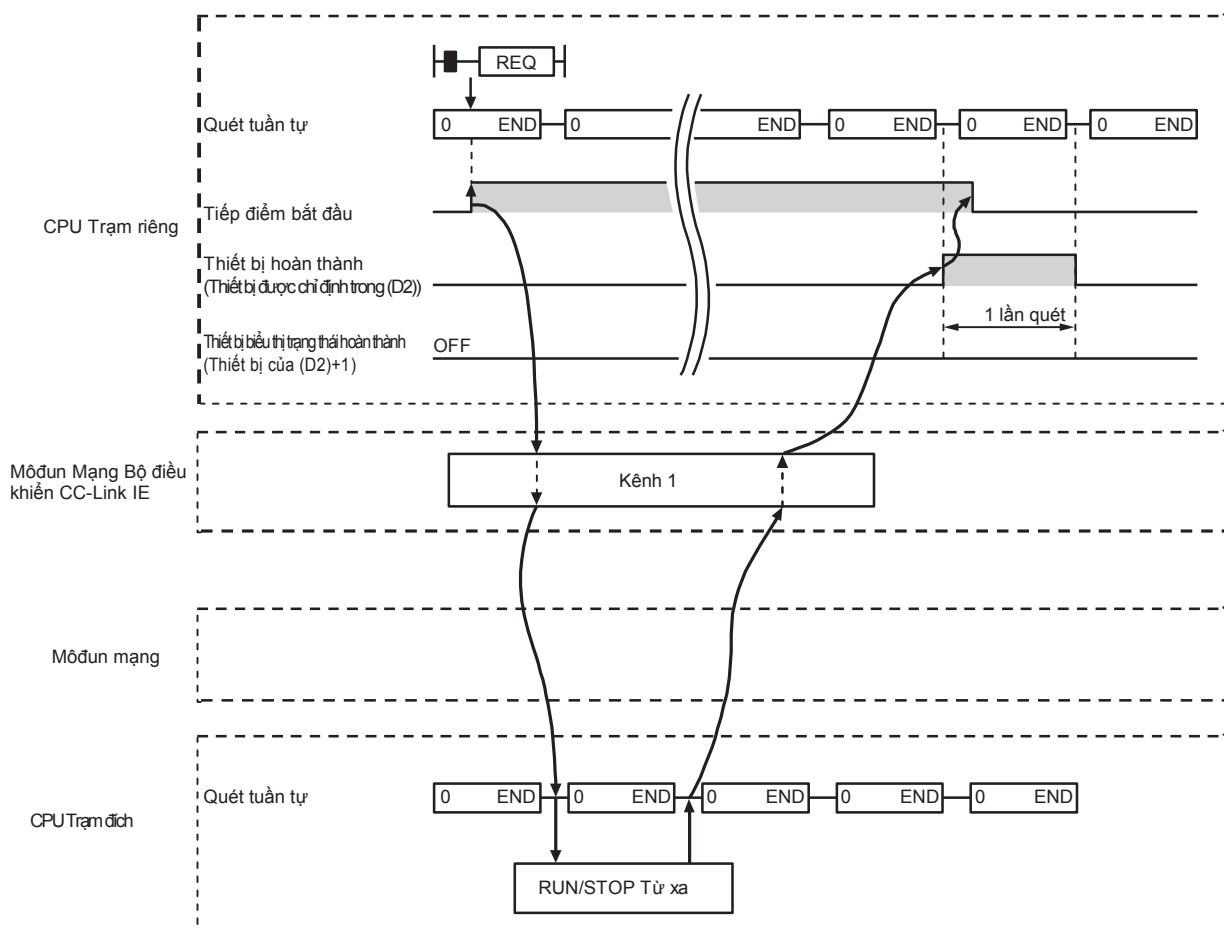 REQ
Quét tuần tự
0 END 0 END 0 END 0 END 0 END
CPU Trạm riêng
Tiếp điểm bắt đầu
Thiết bị hoàn thành
(Thiết bị được chỉ định trong (D2))
1 lần quét
Thiết bị biểu thị trạng thái hoàn thành
(Thiết bị của (D2)+1)
OFF
Môđun Mạng Bộ điều
khiển CC-Link IE
Kênh 1
Môđun mạng
Quét tuần tự
0 END 0 END 0 END 0 END 0 END
CPU Trạm đích
RUN/STOP Từ xa